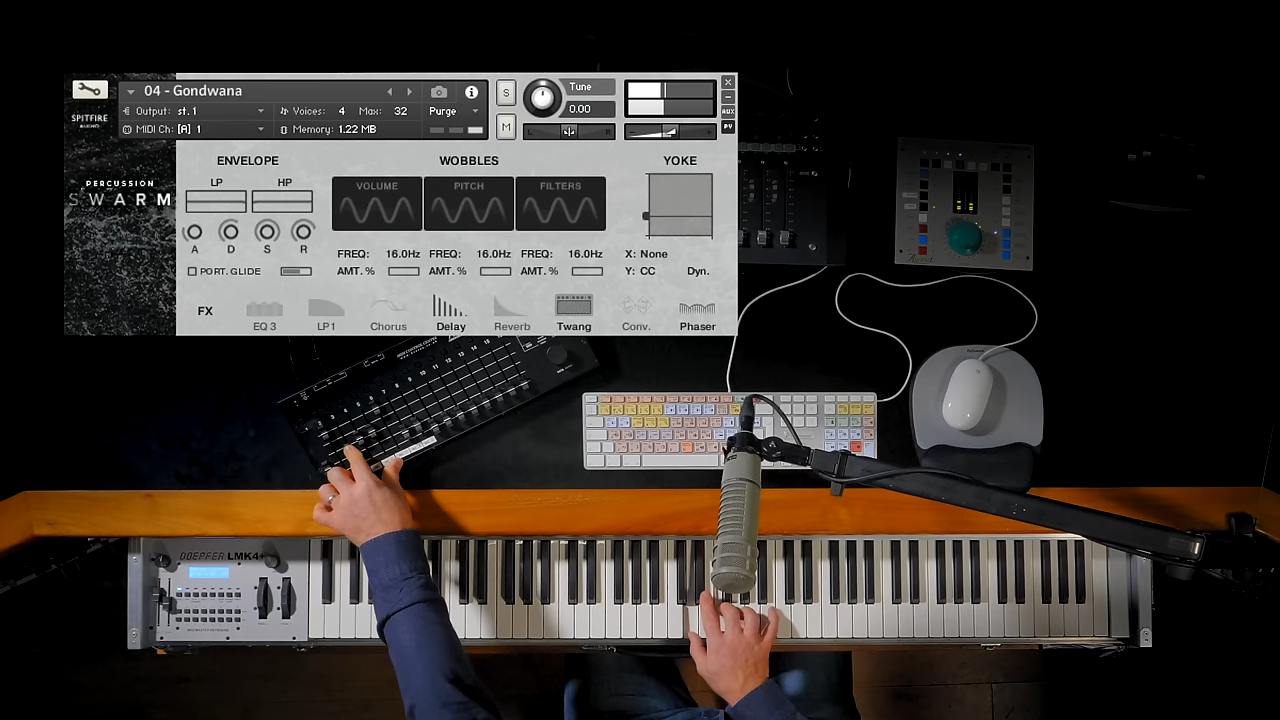 04 - Gondwana
S
Tune
0.00
Output: st. 1
Voices: 4 Max: 32
Purge
AUX
SPITFIRE
AUDIO
MIDI Ch: [A] 1
Memory: 1.22 MB
M
L
R
PV
ENVELOPE
WOBBLES
YOKE
LP
HP
VOLUME
PITCH
FILTERS
PERCUSSION
SWARM
A
D
S
R
FREQ: 16.0Hz
FREQ: 16.0Hz
FREQ: 16.0Hz
X: None
PORT. GLIDE
AMT. %
AMT. %
AMT. %
Y: CC
Dyn.
FX
EQ 3
LP1
Chorus
Delay
Reverb
Twang
Conv.
Phaser
DOEPFER LMK4+